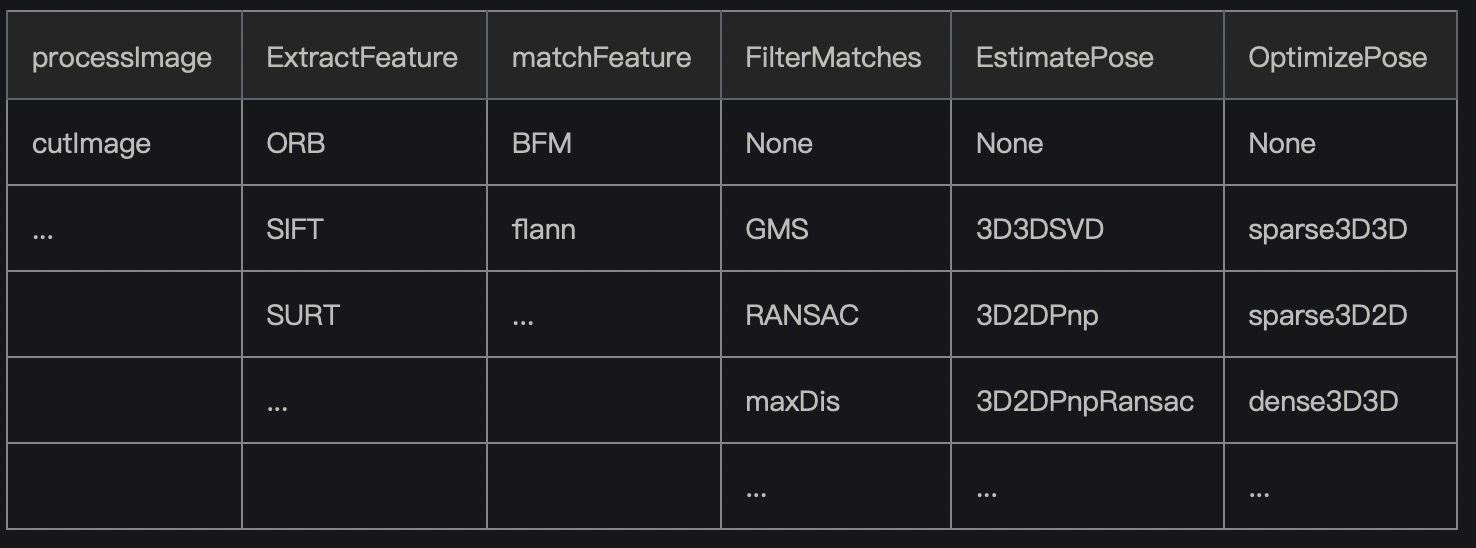 processImage ExtractFeature matchFeature FilterMatches EstimatePose OptimizePose
cutImage ORB BFM None None None
... SIFT flann GMS 3D3DSVD sparse3D3D
SURT ... RANSAC 3D2DPnp sparse3D2D
... maxDis 3D2DPnpRansac dense3D3D
... ... ...